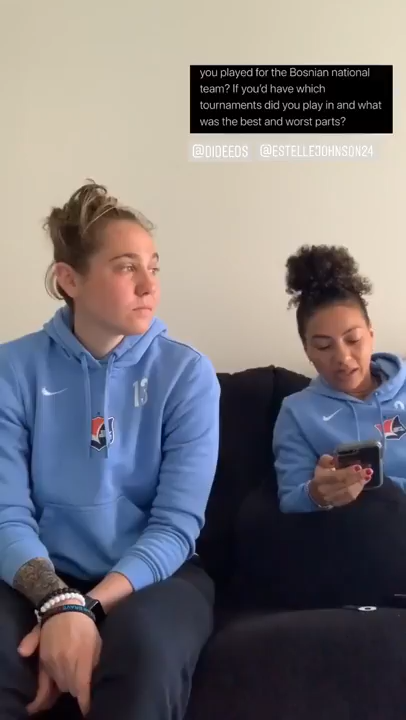 you played for the Bosnian national
team? If you'd have which
tournaments did you play in and what
was the best and worst parts?
@DIDEEDS @ESTELLEJOHNSON24
13